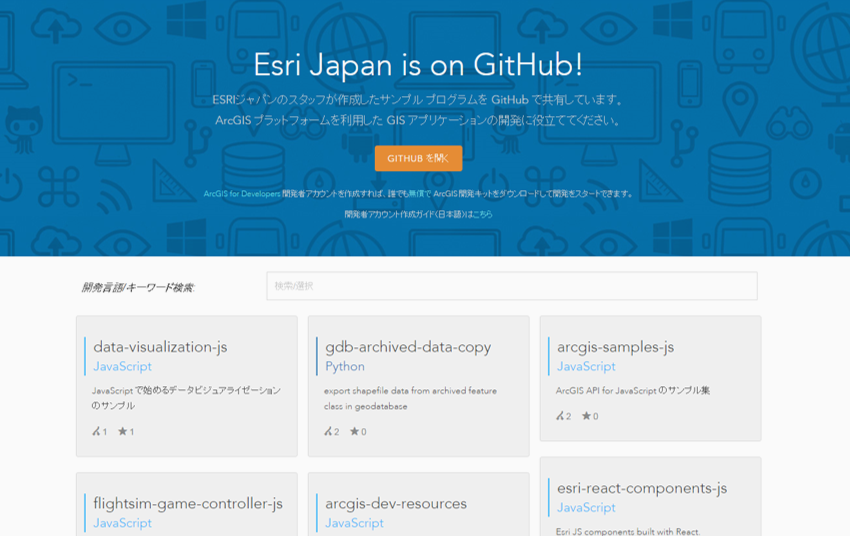 Esri Japan is on GitHub!
ESRIジャパンのスタッフが作成したサンプル プログラムを GitHub で共有しています。
ArcGIS プラットフォームを利用した GIS アプリケーションの開発に役立ててください。
GITHUB を開く
ArcGIS for Developers 開発者アカウントを作成すれば、誰でも無償で ArcGIS 開発キットをダウンロードして開発をスタートできます。
開発者アカウント作成ガイド(日本語)はこちら
開発言語/キーワード検索:
検索/選択
data-visualization-js
JavaScript
JavaScript で始めるデータビジュアライゼーション
のサンプル
1 1
gdb-archived-data-copy
Python
export shapefile data from archived feature
class in geodatabase
2 0
arcgis-samples-js
JavaScript
ArcGIS API for JavaScript のサンプル集
2 0
flightsim-game-controller-js
JavaScript
arcgis-dev-resources
JavaScript
esri-react-components-js
JavaScript
Esri JS components built with React.